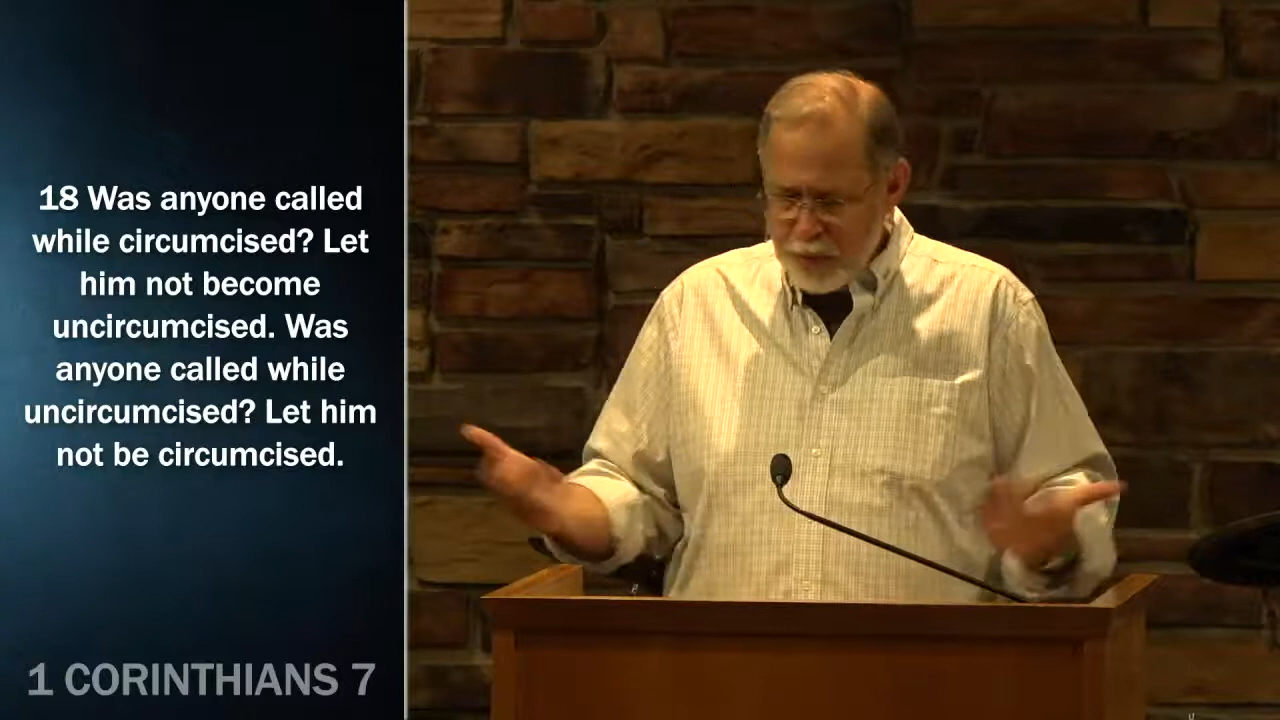 18 Was anyone called
while circumcised? Let
him not become
uncircumcised. Was
anyone called while
uncircumcised? Let him
not be circumcised.
1 CORINTHIANS 7